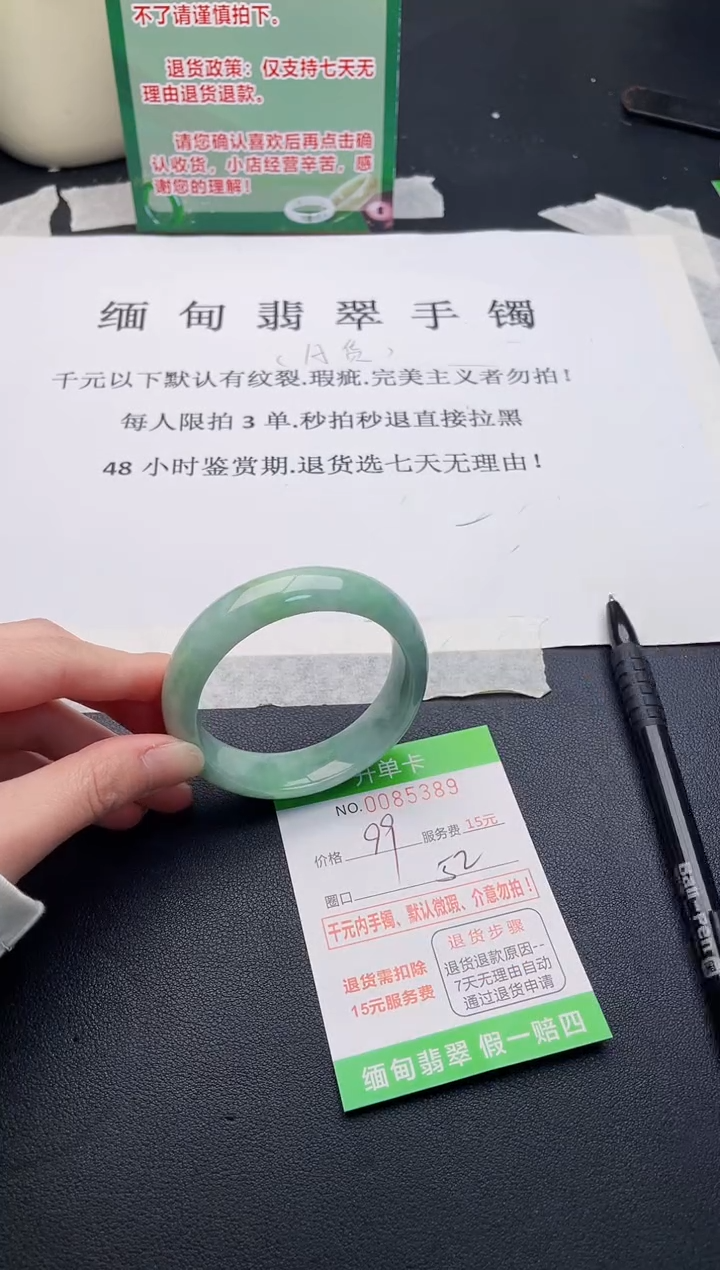 不了请谨慎拍下。
退货政策：仅支持七天无
理由退货退款。
请您确认喜欢后再点击确
认收货，小店经营辛苦，感
谢您的理解！
缅甸翡翠手镯
（A货）
千元以下默认有纹裂.瑕疵.完美主义者勿拍！
每人限拍 3 单.秒拍秒退直接拉黑
48 小时鉴赏期.退货选七天无理由！
开单卡
NO.0085389
价格 99 服务费 15元
圈口 52
千元内手镯、默认微瑕、介意勿拍！
退货需扣除
15元服务费
退货步骤
退货退款原因--
7天无理由自动
通过退货申请
缅甸翡翠 假一赔四
ball-Pen